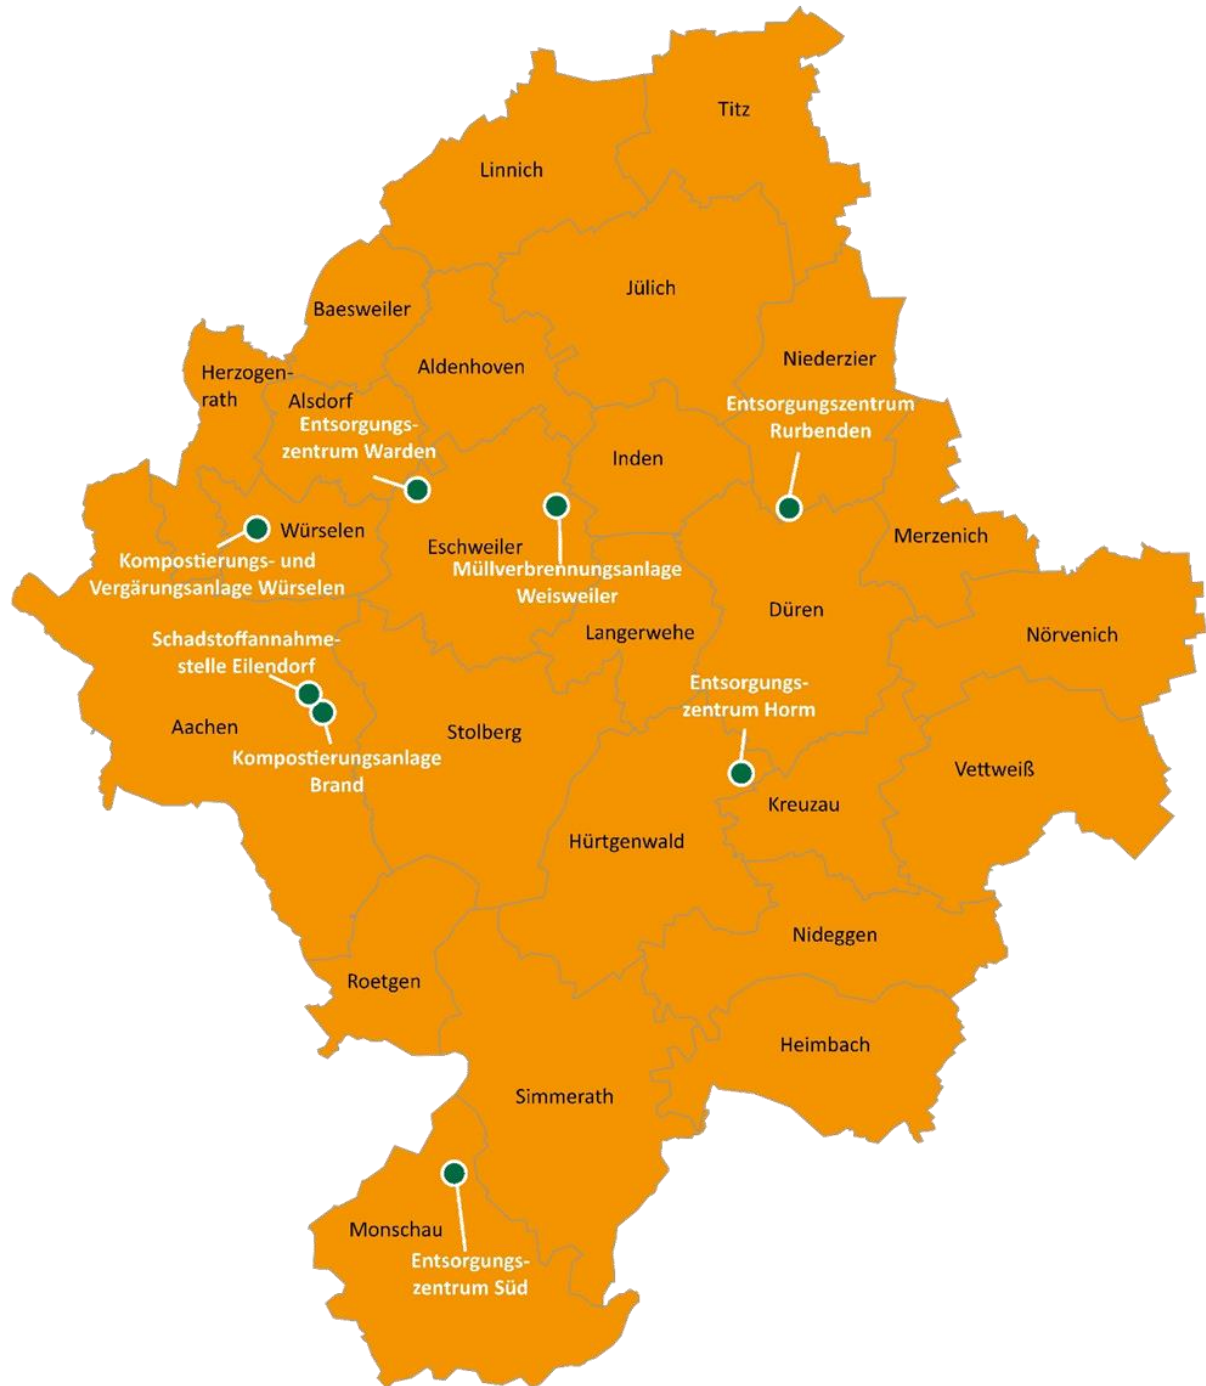 Titz
Linnich
Jülich
Baesweiler
Niederzier
Aldenhoven
Herzogen-
rath
Alsdorf
Entsorgungs-
zentrum Warden
Entsorgungszentrum
Rurbenden
Inden
Würselen
Merzenich
Eschweiler
Kompostierungs- und
Vergärungsanlage Würselen
Müllverbrennungsanlage
Weisweiler
Düren
Langerwehe
Nörvenich
Schadstoffannahme-
stelle Eilendorf
Entsorgungs-
zentrum Horm
Aachen
Stolberg
Kompostierungsanlage
Brand
Vettweiß
Kreuzau
Hürtgenwald
Nideggen
Roetgen
Heimbach
Simmerath
Monschau
Entsorgungs-
zentrum Süd